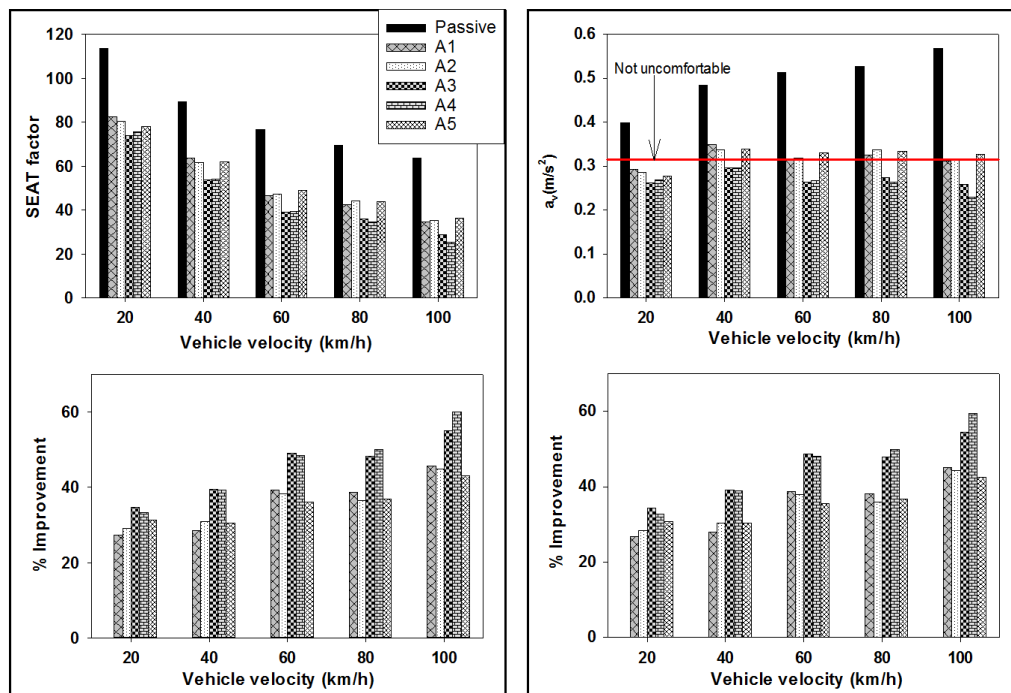 120
100
80
60
40
20
0
SEAT factor
20 40 60 80 100
Vehicle velocity (km/h)
Passive
A1
A2
A3
A4
A5
0.6
0.5
0.4
0.3
0.2
0.1
0.0
a_v(m/s^2)
Not uncomfortable
20 40 60 80 100
Vehicle velocity (km/h)
60
40
20
0
% Improvement
20 40 60 80 100
Vehicle velocity (km/h)
60
40
20
0
% Improvement
20 40 60 80 100
Vehicle velocity (km/h)